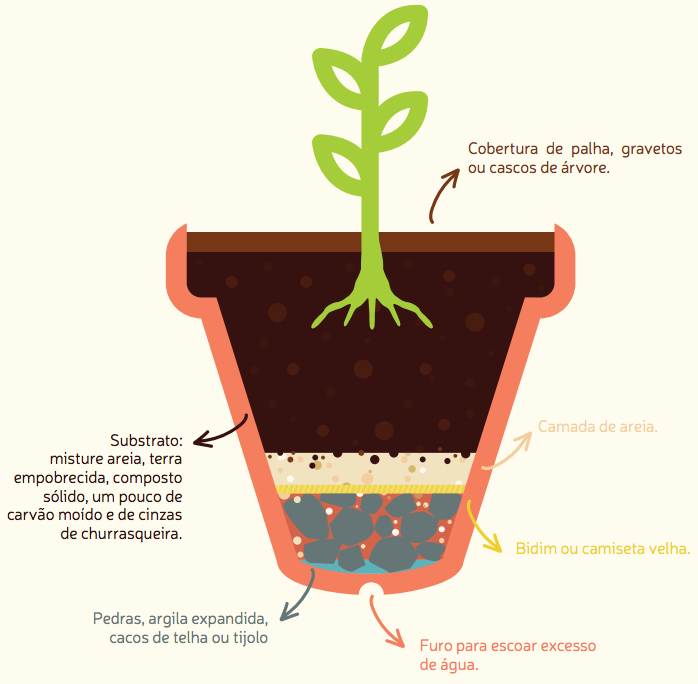 Cobertura de palha, gravetos
ou cascos de árvore.
Camada de areia.
Substrato:
misture areia, terra
empobrecida, composto
sólido, um pouco de
carvão moído e de cinzas
de churrasqueira.
Bidim ou camiseta velha.
Pedras, argila expandida,
cacos de telha ou tijolo
Furo para escoar excesso
de água.